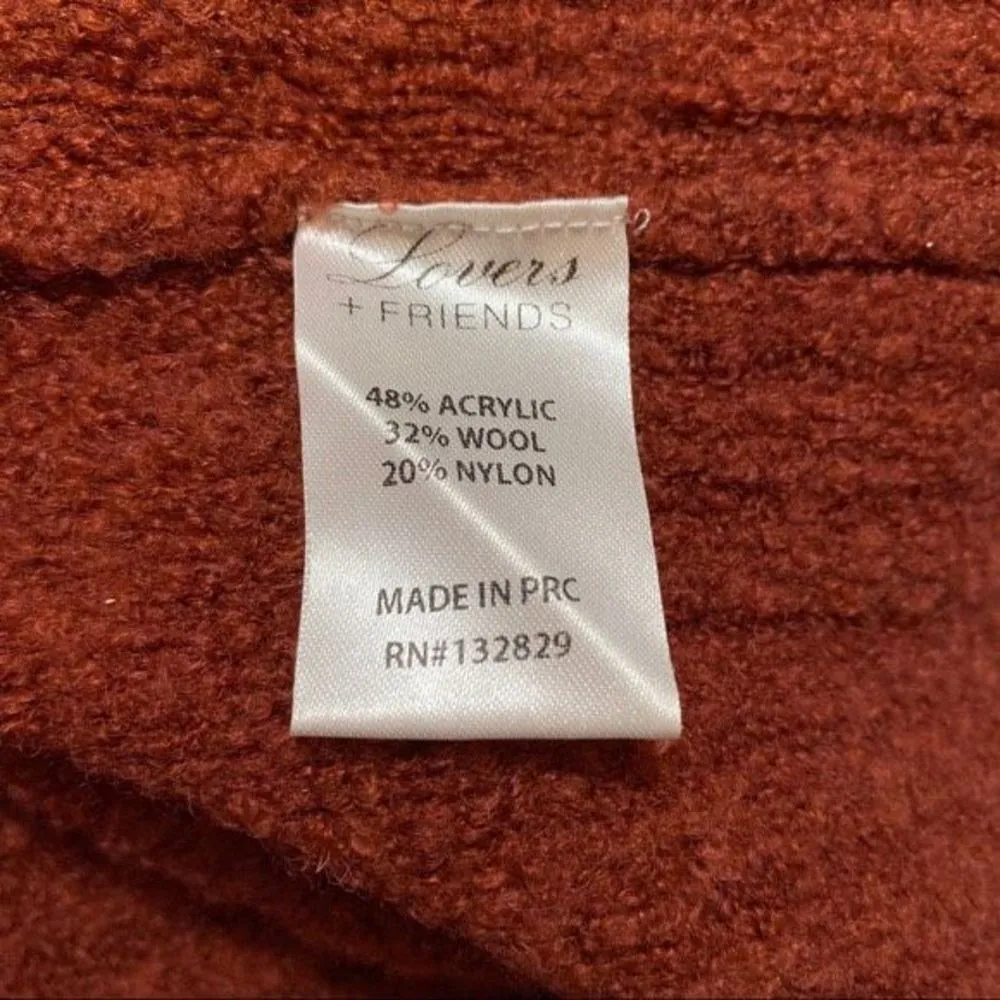 Lovers
+ FRIENDS
48% ACRYLIC
32% WOOL
20% NYLON
MADE IN PRC
RN#132829